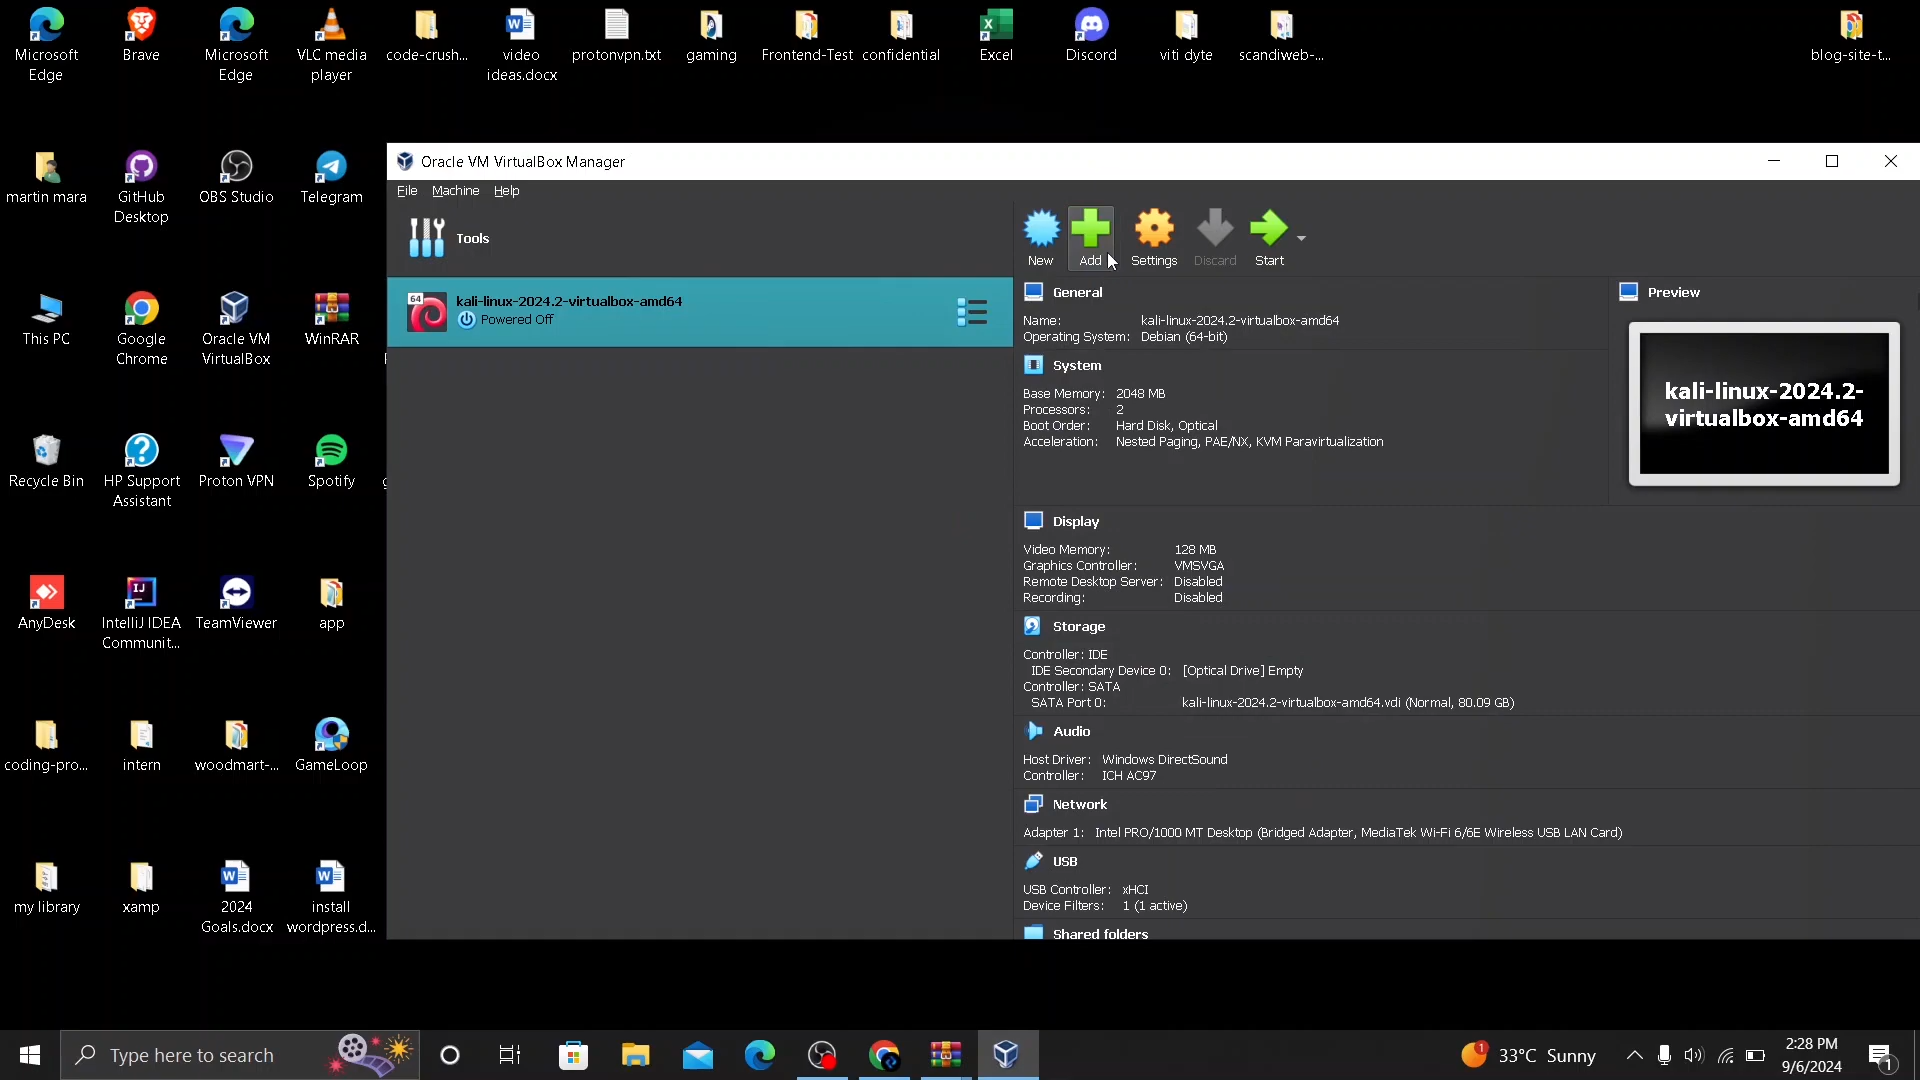 Microsoft
Edge
Brave
Microsoft
Edge
VLC media
player
code-crush...
video
ideas.docx
protonvpn.txt
gaming
Frontend-Test
confidential
Excel
Discord
viti dyte
scandiweb-...
blog-site-t...
martin mara
GitHub
Desktop
OBS Studio
Telegram
This PC
Google
Chrome
Oracle VM
VirtualBox
WinRAR
Recycle Bin
HP Support
Assistant
Proton VPN
Spotify
AnyDesk
IntelliJ IDEA
Communit...
TeamViewer
app
coding-pro...
intern
woodmart-...
GameLoop
my library
xamp
2024
Goals.docx
install
wordpress.d...
Oracle VM VirtualBox Manager
File Machine Help
Tools
64
kali-linux-2024.2-virtualbox-amd64
Powered Off
New Add Settings Discard Start
General
Name: kali-linux-2024.2-virtualbox-amd64
Operating System: Debian (64-bit)
System
Base Memory: 2048 MB
Processors: 2
Boot Order: Hard Disk, Optical
Acceleration: Nested Paging, PAE/NX, KVM Paravirtualization
Preview
kali-linux-2024.2-
virtualbox-amd64
Display
Video Memory: 128 MB
Graphics Controller: VMSVGA
Remote Desktop Server: Disabled
Recording: Disabled
Storage
Controller: IDE
IDE Secondary Device 0: [Optical Drive] Empty
Controller: SATA
SATA Port 0: kali-linux-2024.2-virtualbox-amd64.vdi (Normal, 80.09 GB)
Audio
Host Driver: Windows DirectSound
Controller: ICH AC97
Network
Adapter 1: Intel PRO/1000 MT Desktop (Bridged Adapter, MediaTek Wi-Fi 6/6E Wireless USB LAN Card)
USB
USB Controller: xHCI
Device Filters: 1 (1 active)
Shared folders
Type here to search
1
33°C Sunny
2:28 PM
9/6/2024
1